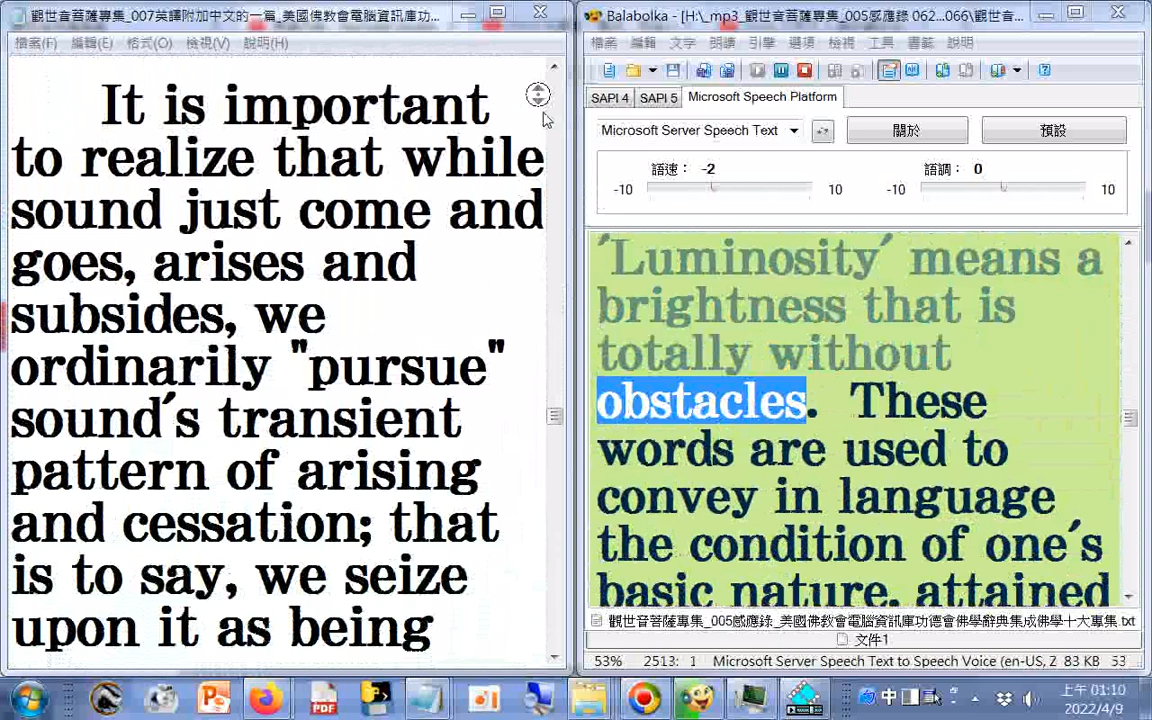 觀世音菩薩專集_007英譯附加中文的一篇_美國佛教會電腦資訊庫功...
檔案(F) 編輯(E) 格式(O) 檢視(V) 說明(H)
It is important
to realize that while
sound just come and
goes, arises and
subsides, we
ordinarily "pursue"
sound's transient
pattern of arising
and cessation; that
is to say, we seize
upon it as being
Balabolka - [H:\_mp3_觀世音菩薩專集_005感應錄 062...066\觀世音...
檔案 編輯 文字 朗讀 引擎 選項 檢視 工具 書籤 說明
SAPI 4 SAPI 5 Microsoft Speech Platform
Microsoft Server Speech Text 關於 預設
語速: -2 語調: 0
-10 10 -10 10
'Luminosity' means a
brightness that is
totally without
obstacles. These
words are used to
convey in language
the condition of one's
basic nature, attained
觀世音菩薩專集_005感應錄_美國佛教會電腦資訊庫功德會電腦資訊庫功德會佛學辭典集成佛學十大專集.txt
文件1
53% 2513: 1 Microsoft Server Speech Text to Speech Voice (en-US, Z 83 KB 53
中
上午 01:10
2022/4/9